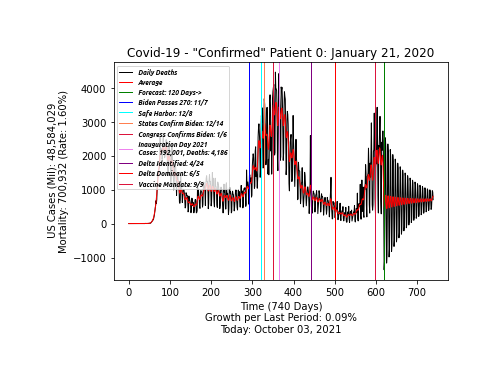 Covid-19 - "Confirmed" Patient 0: January 21, 2020
Daily Deaths
Average
Forecast: 120 Days->
Biden Passes 270: 11/7
Safe Harbor: 12/8
States Confirm Biden: 12/14
Congress Confirms Biden: 1/6
Inauguration Day 2021
Cases: 192,001, Deaths: 4,186
Delta Identified: 4/24
Delta Dominant: 6/5
Vaccine Mandate: 9/9
US Cases (Mil): 48,584,029
Mortality: 700,932 (Rate: 1.60%)
4000
3000
2000
1000
0
−1000
0 100 200 300 400 500 600 700
Time (740 Days)
Growth per Last Period: 0.09%
Today: October 03, 2021